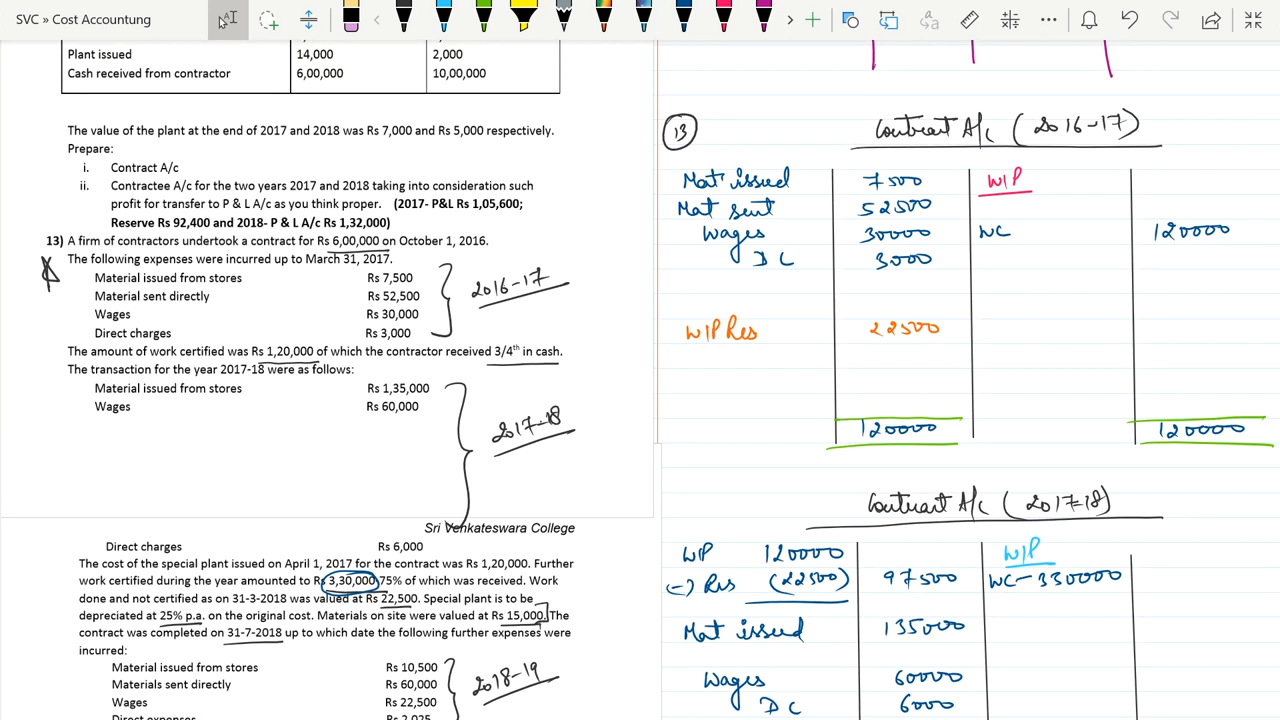 SVC » Cost Accountung
Plant issued 14,000 2,000
Cash received from contractor 6,00,000 10,00,000
The value of the plant at the end of 2017 and 2018 was Rs 7,000 and Rs 5,000 respectively.
Prepare:
i. Contract A/c
ii. Contractee A/c for the two years 2017 and 2018 taking into consideration such
profit for transfer to P & L A/c as you think proper. (2017- P&L Rs 1,05,600;
Reserve Rs 92,400 and 2018- P & L A/c Rs 1,32,000)
13) A firm of contractors undertook a contract for Rs 6,00,000 on October 1, 2016.
The following expenses were incurred up to March 31, 2017.
Material issued from stores Rs 7,500
Material sent directly Rs 52,500
Wages Rs 30,000
Direct charges Rs 3,000
2016-17
The amount of work certified was Rs 1,20,000 of which the contractor received 3/4th in cash.
The transaction for the year 2017-18 were as follows:
Material issued from stores Rs 1,35,000
Wages Rs 60,000
2017-18
Sri Venkateswara College
Direct charges Rs 6,000
The cost of the special plant issued on April 1, 2017 for the contract was Rs 1,20,000. Further
work certified during the year amounted to Rs 3,30,000 75% of which was received. Work
done and not certified as on 31-3-2018 was valued at Rs 22,500. Special plant is to be
depreciated at 25% p.a. on the original cost. Materials on site were valued at Rs 15,000. The
contract was completed on 31-7-2018 up to which date the following further expenses were
incurred:
Material issued from stores Rs 10,500
Materials sent directly Rs 60,000
Wages Rs 22,500
Direct expenses Rs 2,025
2018-19
13 Contract A/c (2016-17)
Mat issued 7500 WIP
Mat sent 52500
Wages 30000 WC 120000
DC 3000
WIP Res 22500
120000 120000
Contract A/c (2017-18)
WIP 120000 WIP
(-) Res (22500) 97500 WC - 330000
Mat issued 135000
Wages 60000
DC 6000